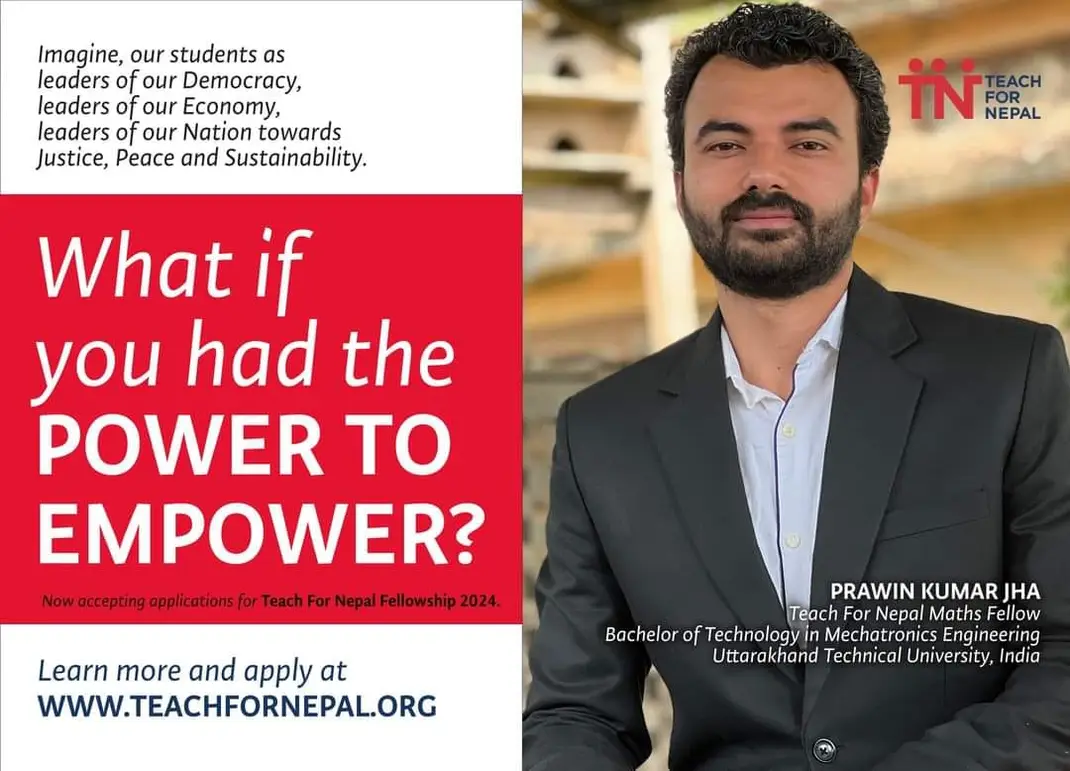 Imagine, our students as
leaders of our Democracy,
leaders of our Economy,
leaders of our Nation towards
Justice, Peace and Sustainability.
What if
you had the
POWER TO
EMPOWER?
Now accepting applications for Teach For Nepal Fellowship 2024.
Learn more and apply at
WWW.TEACHFORNEPAL.ORG
TN TEACH
FOR
NEPAL
PRAWIN KUMAR JHA
Teach For Nepal Maths Fellow
Bachelor of Technology in Mechatronics Engineering
Uttarakhand Technical University, India